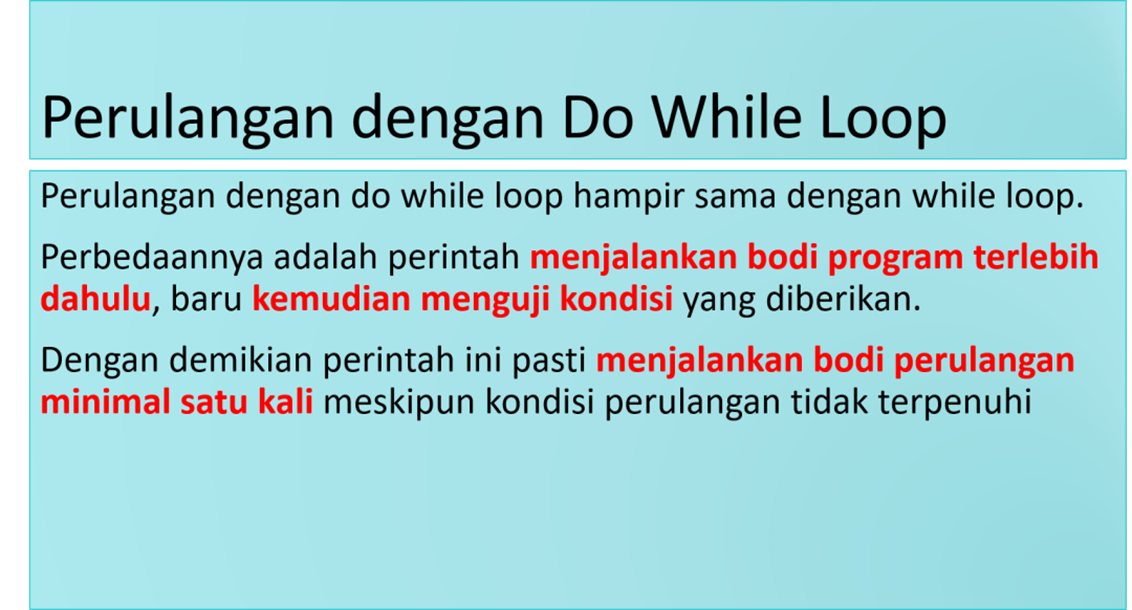 Perulangan dengan Do While Loop
Perulangan dengan do while loop hampir sama dengan while loop.
Perbedaannya adalah perintah menjalankan bodi program terlebih
dahulu, baru kemudian menguji kondisi yang diberikan.
Dengan demikian perintah ini pasti menjalankan bodi perulangan
minimal satu kali meskipun kondisi perulangan tidak terpenuhi